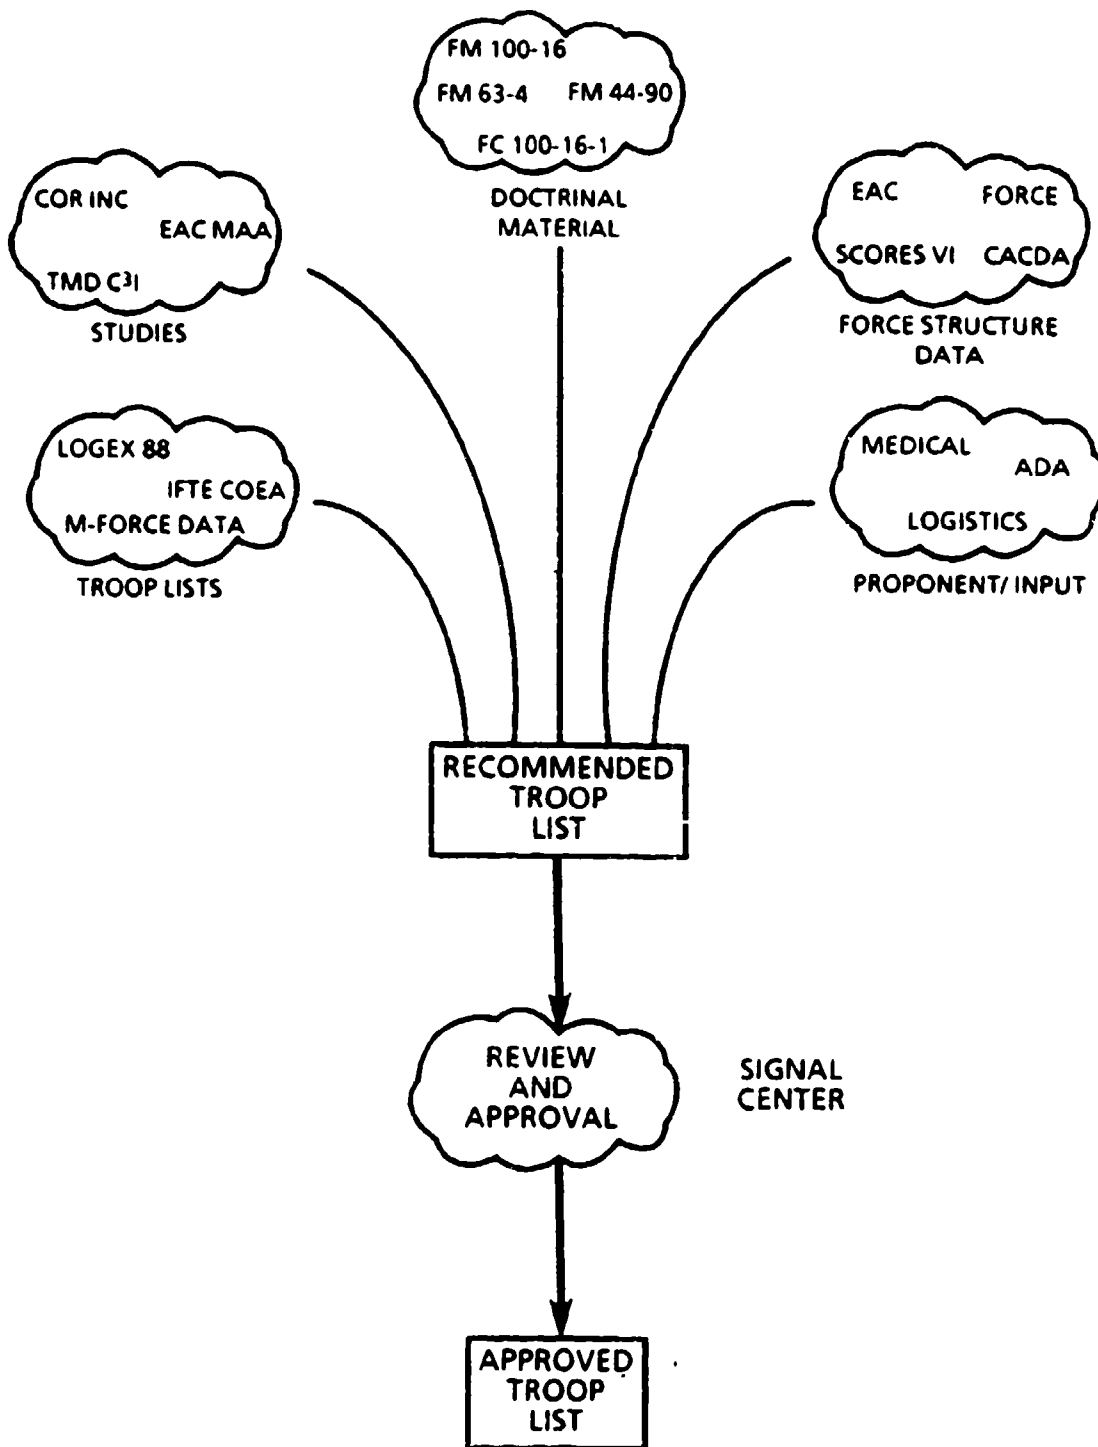 FM 100-16
FM 63-4 FM 44-90
FC 100-16-1
DOCTRINAL
MATERIAL
COR INC
EAC MAA
TMD C³I
STUDIES
EAC FORCE
SCORES VI CACDA
FORCE STRUCTURE
DATA
LOGEX 88
IFTE COEA
M-FORCE DATA
TROOP LISTS
MEDICAL
ADA
LOGISTICS
PROPONENT/ INPUT
RECOMMENDED
TROOP
LIST
REVIEW
AND
APPROVAL
SIGNAL
CENTER
APPROVED
TROOP
LIST